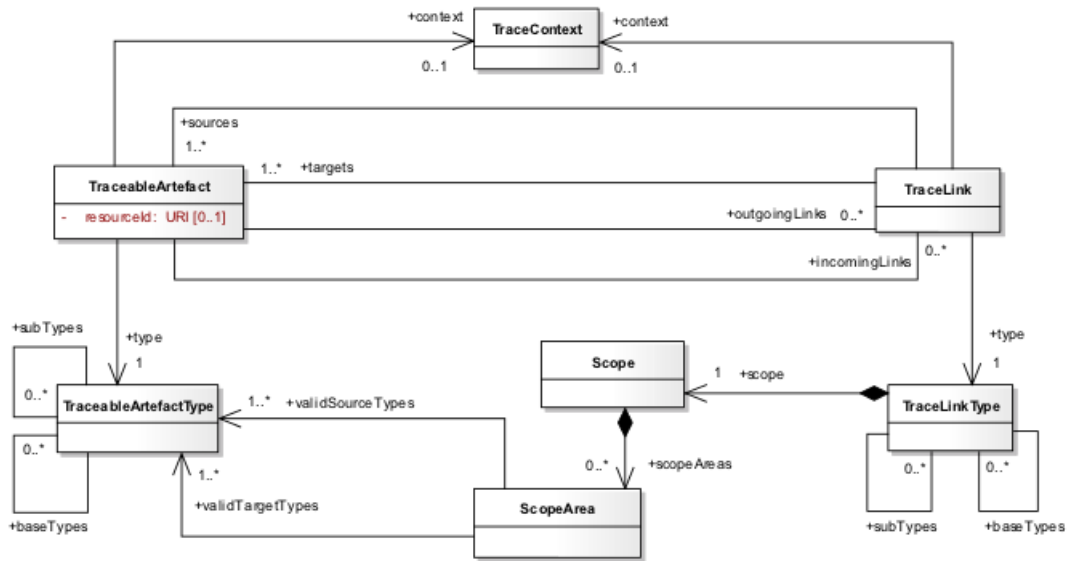 +context
TraceContext
+context
0..1
0..1
+sources
1..*
1..*
+targets
TraceableArtefact
TraceLink
- resourceId: URI [0..1]
+outgoingLinks
0..*
+incomingLinks
0..*
+subTypes
+type
1
+type
1
Scope
1
+scope
0..*
TraceableArtefactType
1..*
+validSourceTypes
TraceLinkType
0..*
1..*
0..*
+scopeAreas
0..*
0..*
+baseTypes
+validTargetTypes
ScopeArea
+subTypes
+baseTypes